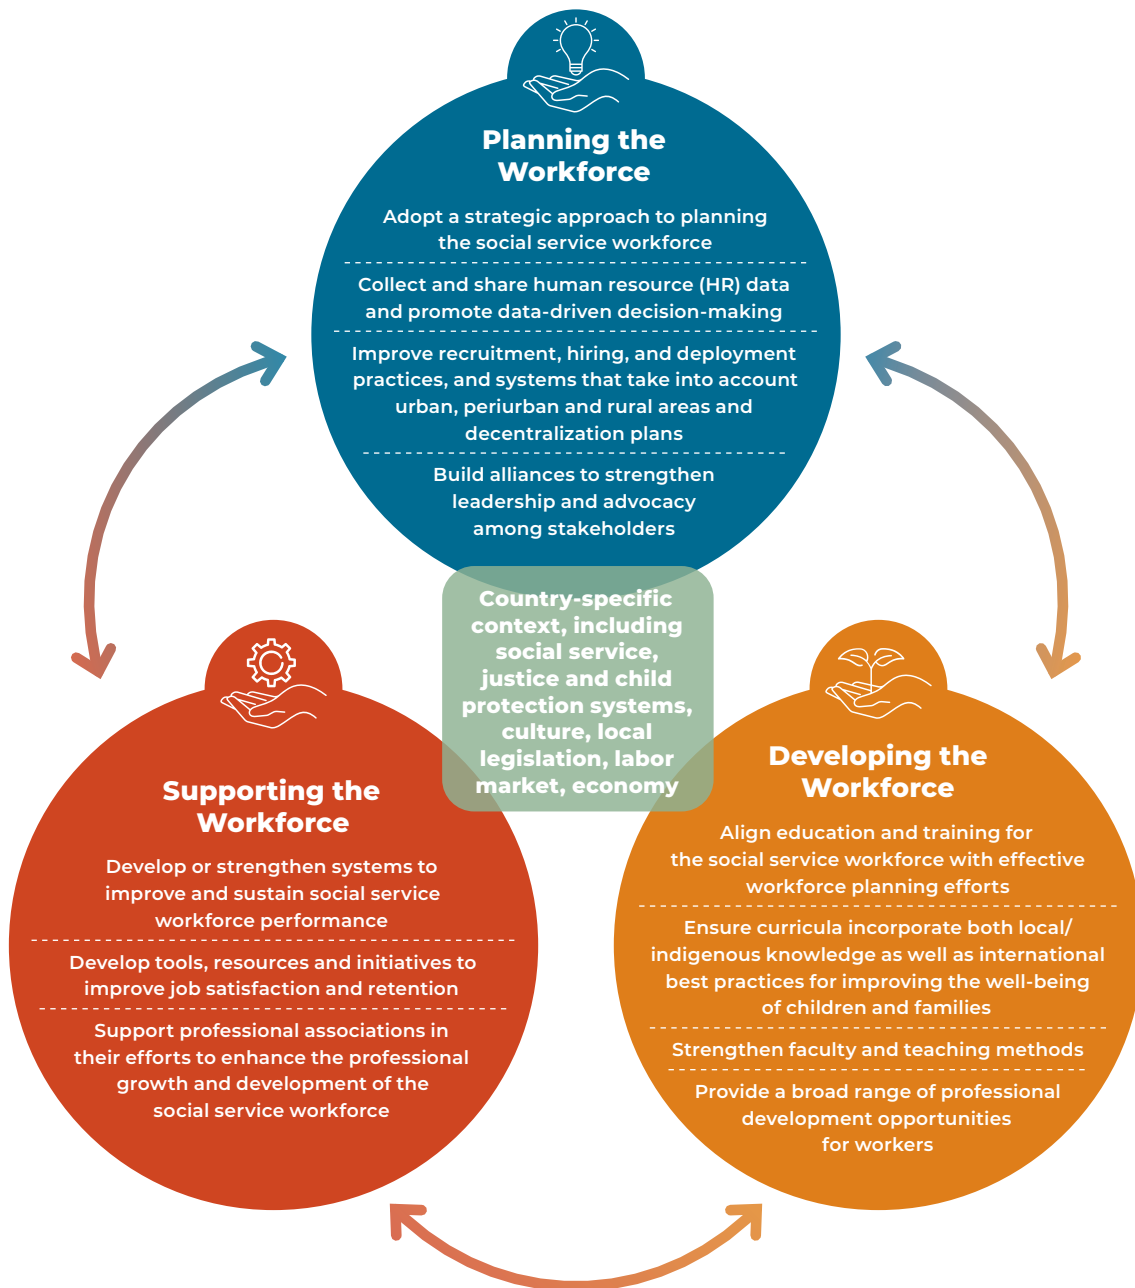 Planning the
Workforce
Adopt a strategic approach to planning
the social service workforce
Collect and share human resource (HR) data
and promote data-driven decision-making
Improve recruitment, hiring, and deployment
practices, and systems that take into account
urban, periurban and rural areas and
decentralization plans
Build alliances to strengthen
leadership and advocacy
among stakeholders
Country-specific
context, including
social service,
justice and child
protection systems,
culture, local
legislation, labor
market, economy
Supporting the
Workforce
Develop or strengthen systems to
improve and sustain social service
workforce performance
Develop tools, resources and initiatives to
improve job satisfaction and retention
Support professional associations in
their efforts to enhance the professional
growth and development of the
social service workforce
Developing the
Workforce
Align education and training for
the social service workforce with effective
workforce planning efforts
Ensure curricula incorporate both local/
indigenous knowledge as well as international
best practices for improving the well-being
of children and families
Strengthen faculty and teaching methods
Provide a broad range of professional
development opportunities
for workers